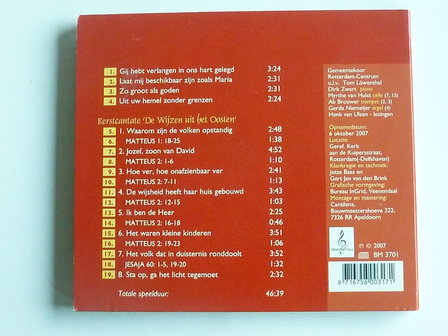 1. Gij hebt verlangen in ons hart gelegd 3:24
2. Laat mij beschikbaar zijn zoals Maria 2:31
3. Zo groot als goden 2:31
4. Uit uw hemel zonder grenzen 2:24
Kerstcantate 'De Wijzen uit het Oosten'
5. 1. Waarom zijn de volken opstandig 2:48
6. MATTEUS 1: 18-25 1:38
7. 2. Jozef, zoon van David 4:52
8. MATTEUS 2: 1-6 1:10
9. 3. Hoe ver, hoe onafzienbaar ver 2:41
10. MATTEUS 2: 7-11 1:13
11. 4. De wijsheid heeft haar huis gebouwd 3:43
12. MATTEUS 2: 12-15 1:03
13. 5. Ik ben de Heer 2:25
14. MATTEUS 2: 16-18 0:46
15. 6. Het waren kleine kinderen 3:31
16. MATTEUS 2: 19-23 1:06
17. 7. Het volk dat in duisternis ronddoolt 3:51
18. JESAJA 60: 1-5, 19-20 1:32
19. 8. Sta op, ga het licht tegemoet 2:32
Totale speelduur: 46:39
Gemeentekoor
Rotterdam-Centrum
o.l.v. Tom Löwenthal
Dirk Zwart piano
Myrthe van Hulst cello (7, 15)
Ab Brouwer trompet (2, 3)
Gerda Niemeijer orgel (4)
Henk van Ulsen - lezingen
Opnamedatum:
6 oktober 2007
Locatie:
Geref. Kerk
aan de Kuipersstraat,
Rotterdam(-Delfshaven)
Klankregie en techniek:
Jetze Baas en
Gert Jan van den Brink
Grafische vormgeving:
Bureau InGrid, Veenendaal
Montage en mastering:
Cantilena,
Bouwmeestershoeve 322,
7326 RR Apeldoorn
℗ © 2007
BM 3701
8 716758 003171